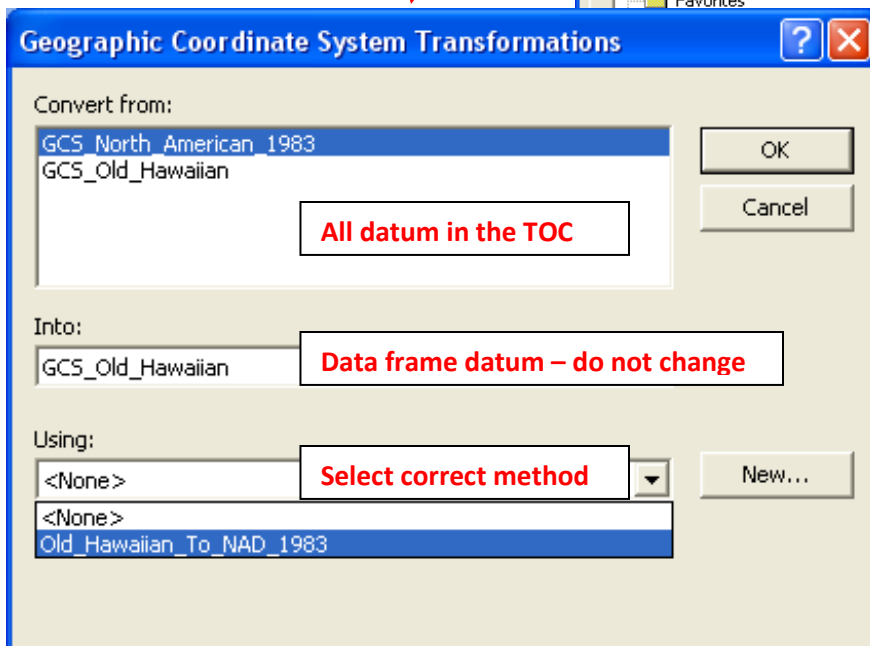 Favorites
Geographic Coordinate System Transformations
Convert from:
GCS_North_American_1983
GCS_Old_Hawaiian
OK
Cancel
All datum in the TOC
Into:
GCS_Old_Hawaiian
Data frame datum – do not change
Using:
<None>
Select correct method
New...
<None>
Old_Hawaiian_To_NAD_1983